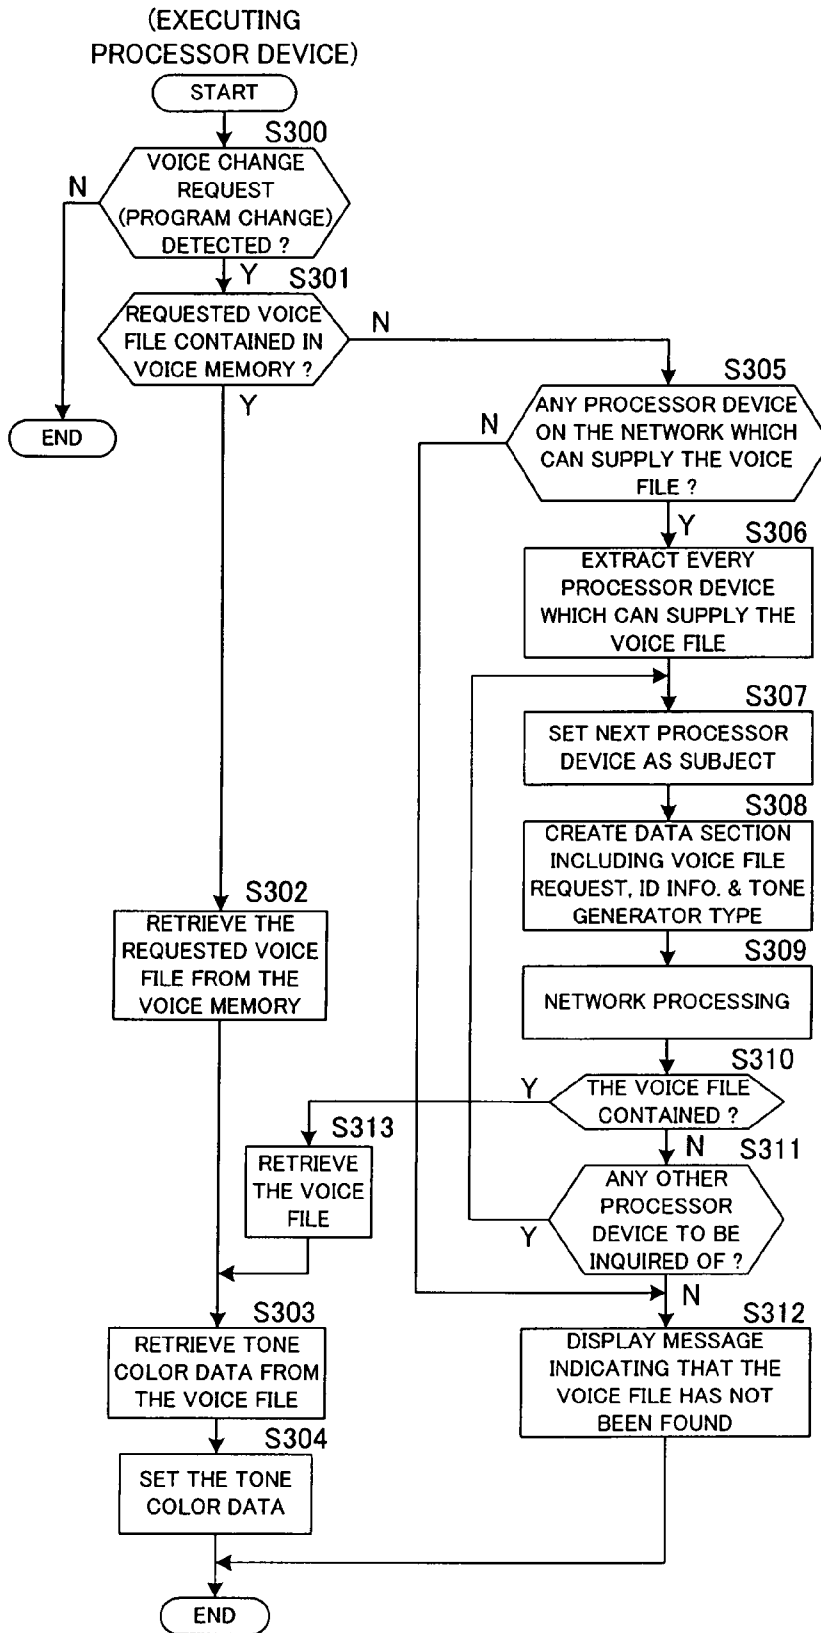 (EXECUTING
PROCESSOR DEVICE)
START
S300
VOICE CHANGE
REQUEST
(PROGRAM CHANGE)
DETECTED ?
N
Y
S301
REQUESTED VOICE
FILE CONTAINED IN
VOICE MEMORY ?
N
Y
END
S305
ANY PROCESSOR DEVICE
ON THE NETWORK WHICH
CAN SUPPLY THE VOICE
FILE ?
N
Y
S306
EXTRACT EVERY
PROCESSOR DEVICE
WHICH CAN SUPPLY THE
VOICE FILE
S307
SET NEXT PROCESSOR
DEVICE AS SUBJECT
S308
CREATE DATA SECTION
INCLUDING VOICE FILE
REQUEST, ID INFO. & TONE
GENERATOR TYPE
S302
RETRIEVE THE
REQUESTED VOICE
FILE FROM THE
VOICE MEMORY
S309
NETWORK PROCESSING
S310
THE VOICE FILE
CONTAINED ?
Y
N
S313
RETRIEVE
THE VOICE
FILE
S311
ANY OTHER
PROCESSOR
DEVICE TO BE
INQUIRED OF ?
Y
N
S303
RETRIEVE TONE
COLOR DATA FROM
THE VOICE FILE
S312
DISPLAY MESSAGE
INDICATING THAT THE
VOICE FILE HAS NOT
BEEN FOUND
S304
SET THE TONE
COLOR DATA
END